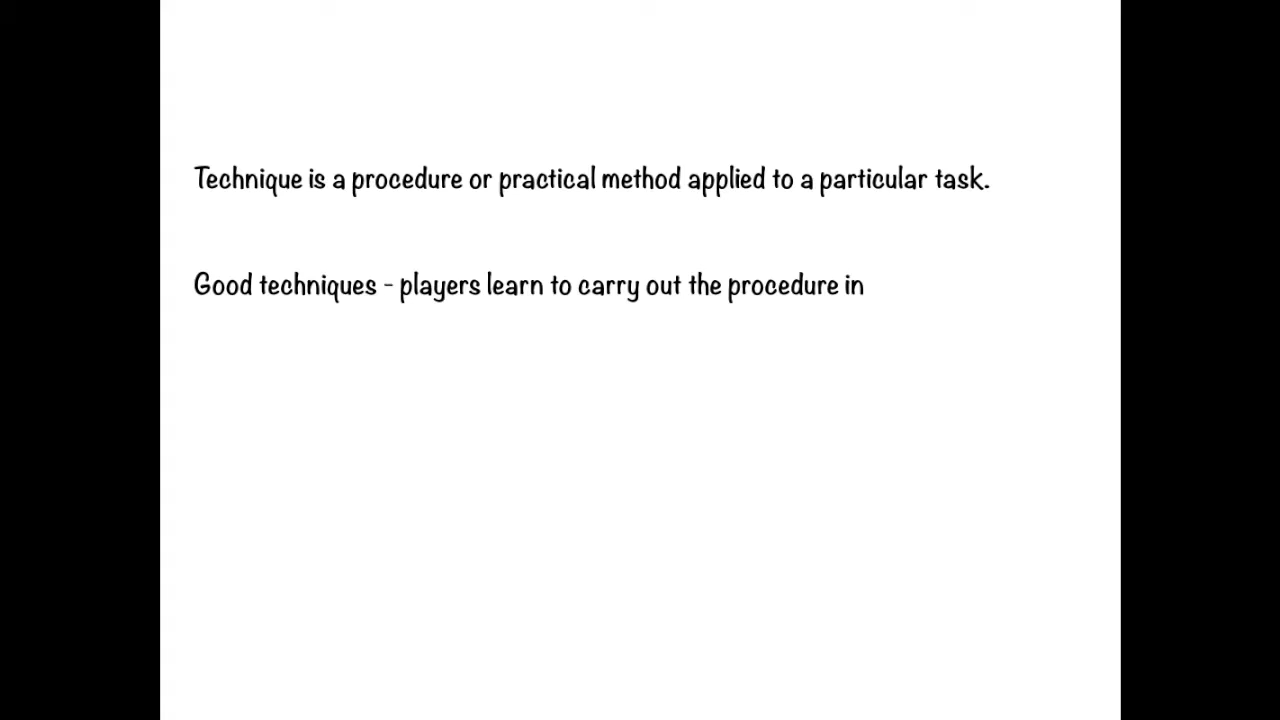 Technique is a procedure or practical method applied to a particular task.
Good techniques - players learn to carry out the procedure in